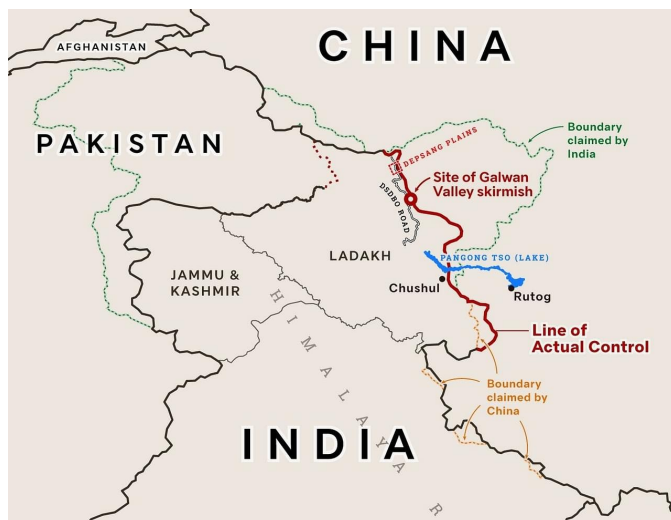 CHINA
AFGHANISTAN
PAKISTAN
Boundary
claimed by
India
DEPSANG PLAINS
Site of Galwan
Valley skirmish
DSDBO ROAD
LADAKH
PANGONG TSO (LAKE)
JAMMU &
KASHMIR
Chushul
Rutog
HIMALAYAR
Line of
Actual Control
Boundary
claimed by
China
INDIA